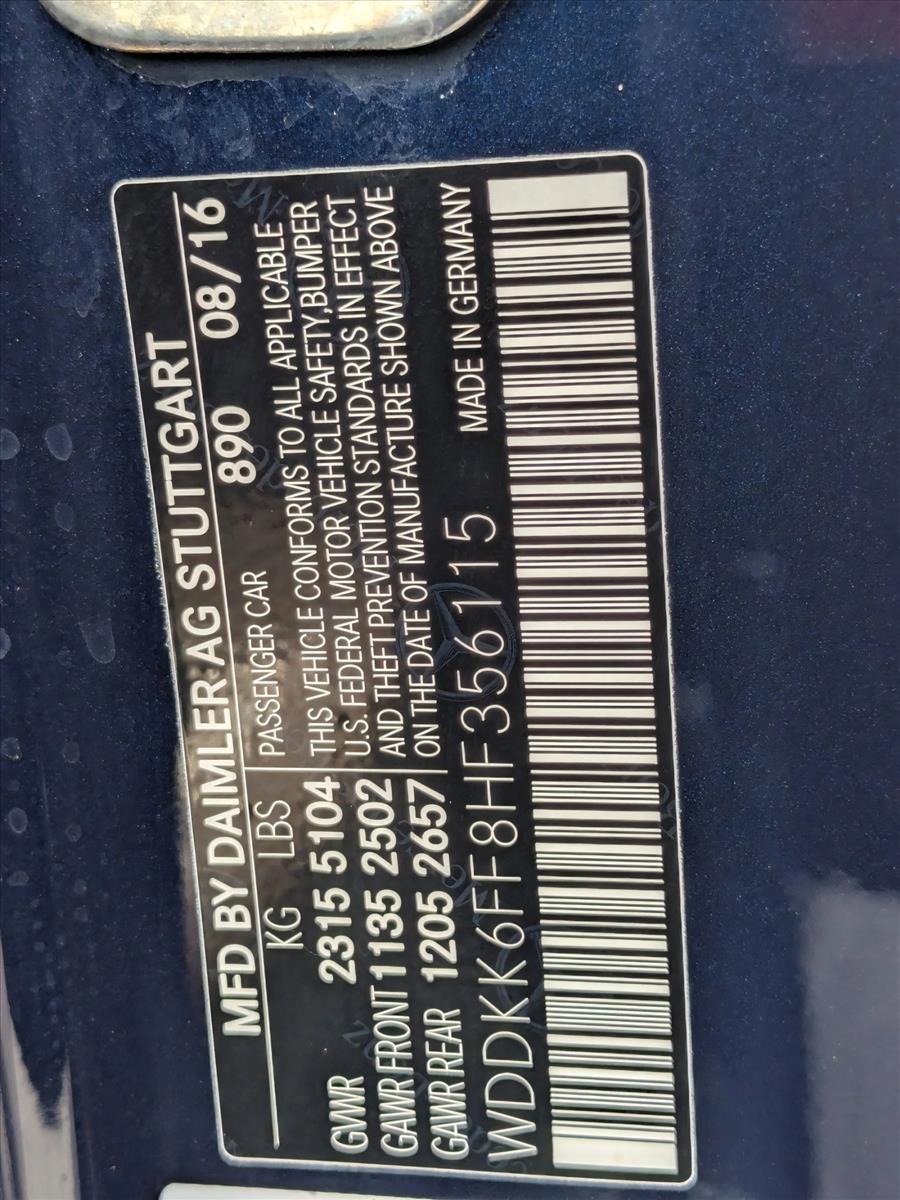 MFD BY DAIMLER AG STUTTGART
890 08/16
KG LBS
PASSENGER CAR
GVWR 2315 5104
GAWR FRONT 1135 2502
GAWR REAR 1205 2657
THIS VEHICLE CONFORMS TO ALL APPLICABLE
U.S. FEDERAL MOTOR VEHICLE SAFETY,BUMPER
AND THEFT PREVENTION STANDARDS IN EFFECT
ON THE DATE OF MANUFACTURE SHOWN ABOVE
WDDKK6FF8HF356115
MADE IN GERMANY